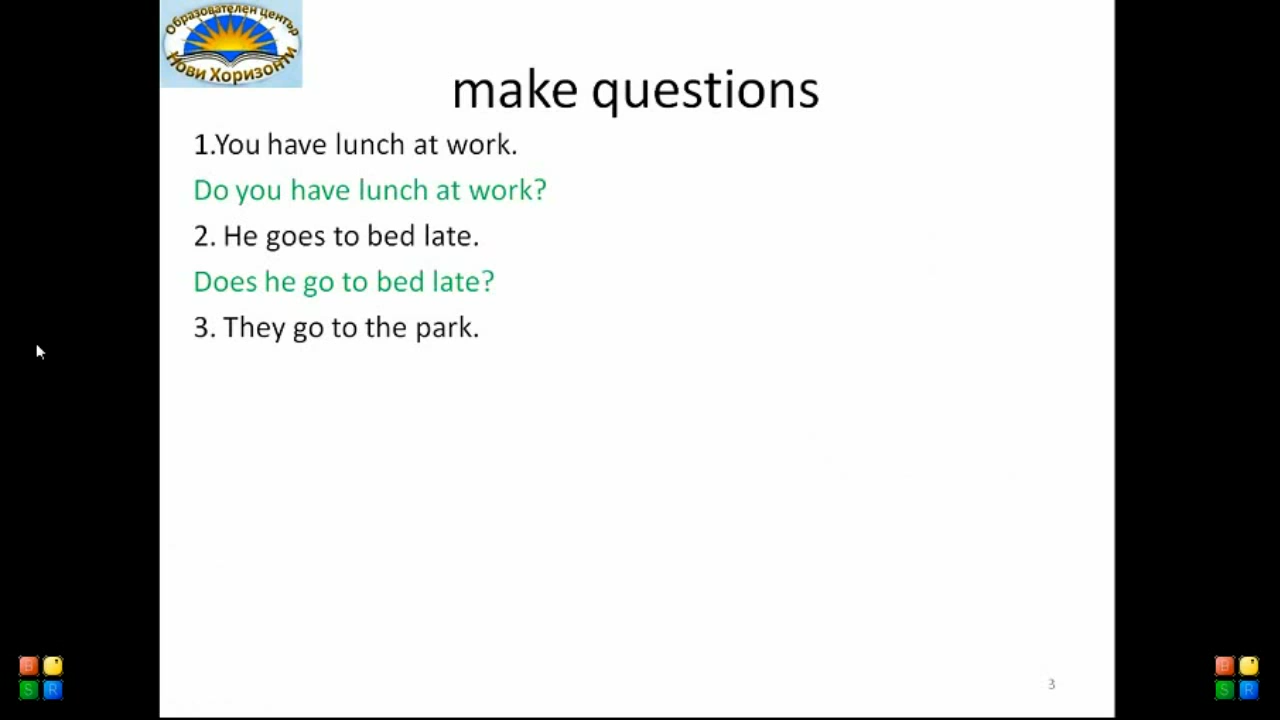 Образователен център
Нови Хоризонти
make questions
1.You have lunch at work.
Do you have lunch at work?
2. He goes to bed late.
Does he go to bed late?
3. They go to the park.
B
S R
B
S R
3